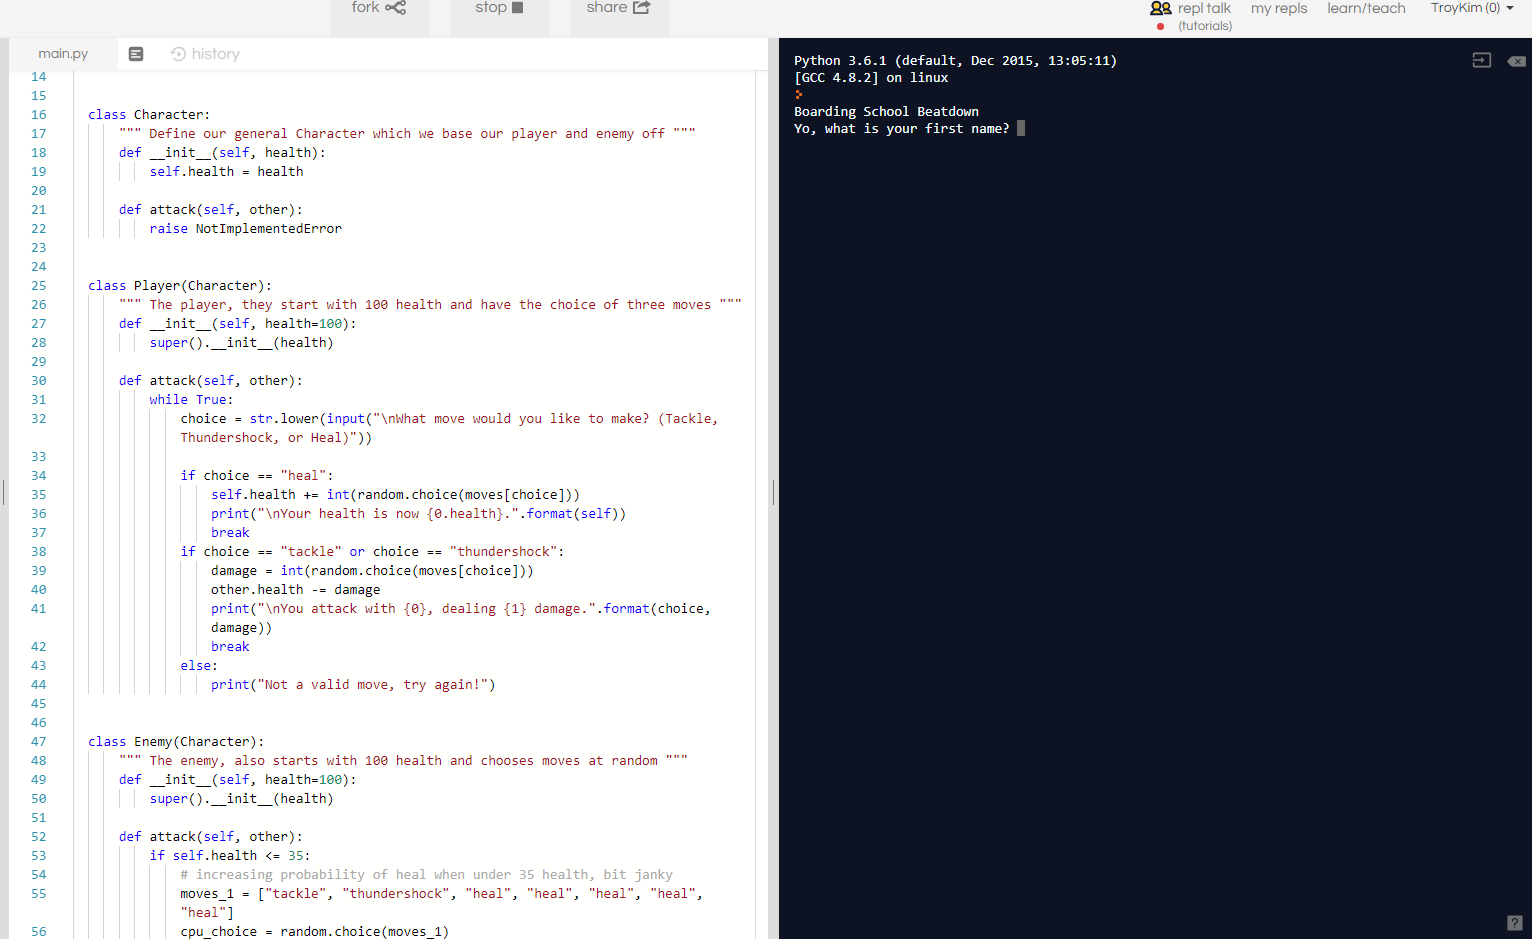 fork stop share repl talk my repls learn/teach TroyKim (0)
(tutorials)
main.py history
14
15
16 class Character:
17 """ Define our general Character which we base our player and enemy off """
18 def __init__(self, health):
19 self.health = health
20
21 def attack(self, other):
22 raise NotImplementedError
23
24
25 class Player(Character):
26 """ The player, they start with 100 health and have the choice of three moves """
27 def __init__(self, health=100):
28 super().__init__(health)
29
30 def attack(self, other):
31 while True:
32 choice = str.lower(input("\nWhat move would you like to make? (Tackle,
Thundershock, or Heal)"))
33
34 if choice == "heal":
35 self.health += int(random.choice(moves[choice]))
36 print("\nYour health is now {0.health}.".format(self))
37 break
38 if choice == "tackle" or choice == "thundershock":
39 damage = int(random.choice(moves[choice]))
40 other.health -= damage
41 print("\nYou attack with {0}, dealing {1} damage.".format(choice,
damage))
42 break
43 else:
44 print("Not a valid move, try again!")
45
46
47 class Enemy(Character):
48 """ The enemy, also starts with 100 health and chooses moves at random """
49 def __init__(self, health=100):
50 super().__init__(health)
51
52 def attack(self, other):
53 if self.health <= 35:
54 # increasing probability of heal when under 35 health, bit janky
55 moves_1 = ["tackle", "thundershock", "heal", "heal", "heal", "heal",
"heal"]
56 cpu_choice = random.choice(moves_1)
Python 3.6.1 (default, Dec 2015, 13:05:11)
[GCC 4.8.2] on linux
Boarding School Beatdown
Yo, what is your first name?
?